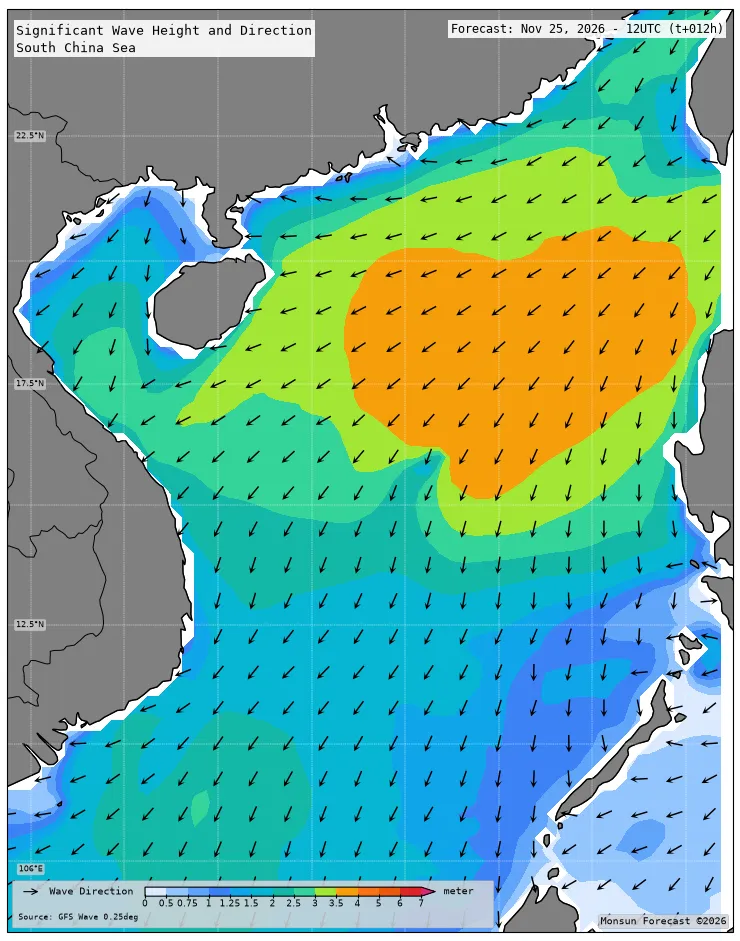 Significant Wave Height and Direction
South China Sea
Forecast: Nov 25, 2026 - 12UTC (t+012h)
22.5°N
17.5°N
12.5°N
106°E
Wave Direction
meter
0 0.5 0.75 1 1.25 1.5 2 2.5 3 3.5 4 5 6 7
Source: GFS Wave 0.25deg
Monsun Forecast ©2026